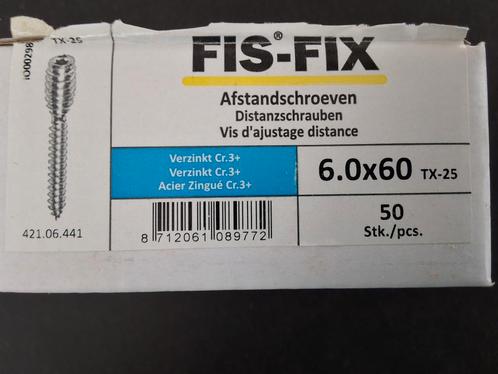 TX-25
FIS®-FIX
Afstandschroeven
Distanzschrauben
Vis d'ajustage distance
Verzinkt Cr.3+
Verzinkt Cr.3+
Acier Zingué Cr.3+
6.0x60 TX-25
50
Stk./pcs.
421.06.441
8 712061 089772